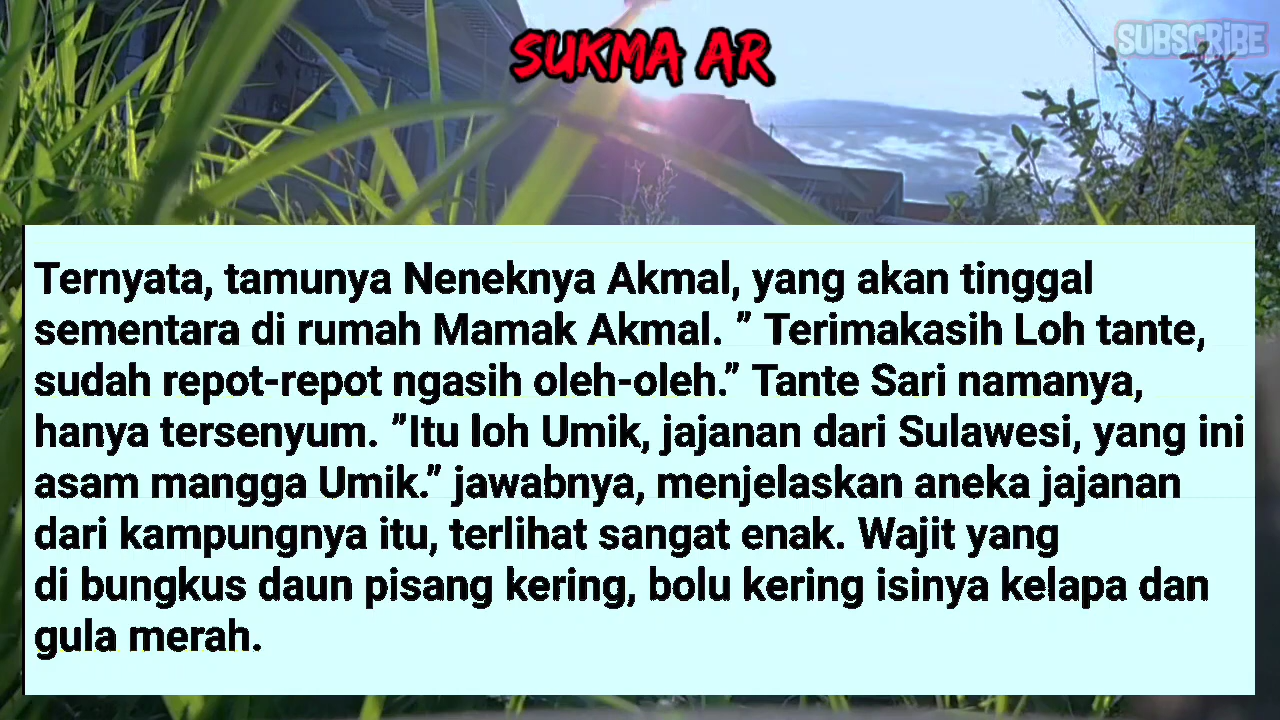 SUKMA AR
SUBSCRiBE
Ternyata, tamunya Neneknya Akmal, yang akan tinggal
sementara di rumah Mamak Akmal. ” Terimakasih Loh tante,
sudah repot-repot ngasih oleh-oleh.” Tante Sari namanya,
hanya tersenyum. ”Itu loh Umik, jajanan dari Sulawesi, yang ini
asam mangga Umik.” jawabnya, menjelaskan aneka jajanan
dari kampungnya itu, terlihat sangat enak. Wajit yang
di bungkus daun pisang kering, bolu kering isinya kelapa dan
gula merah.